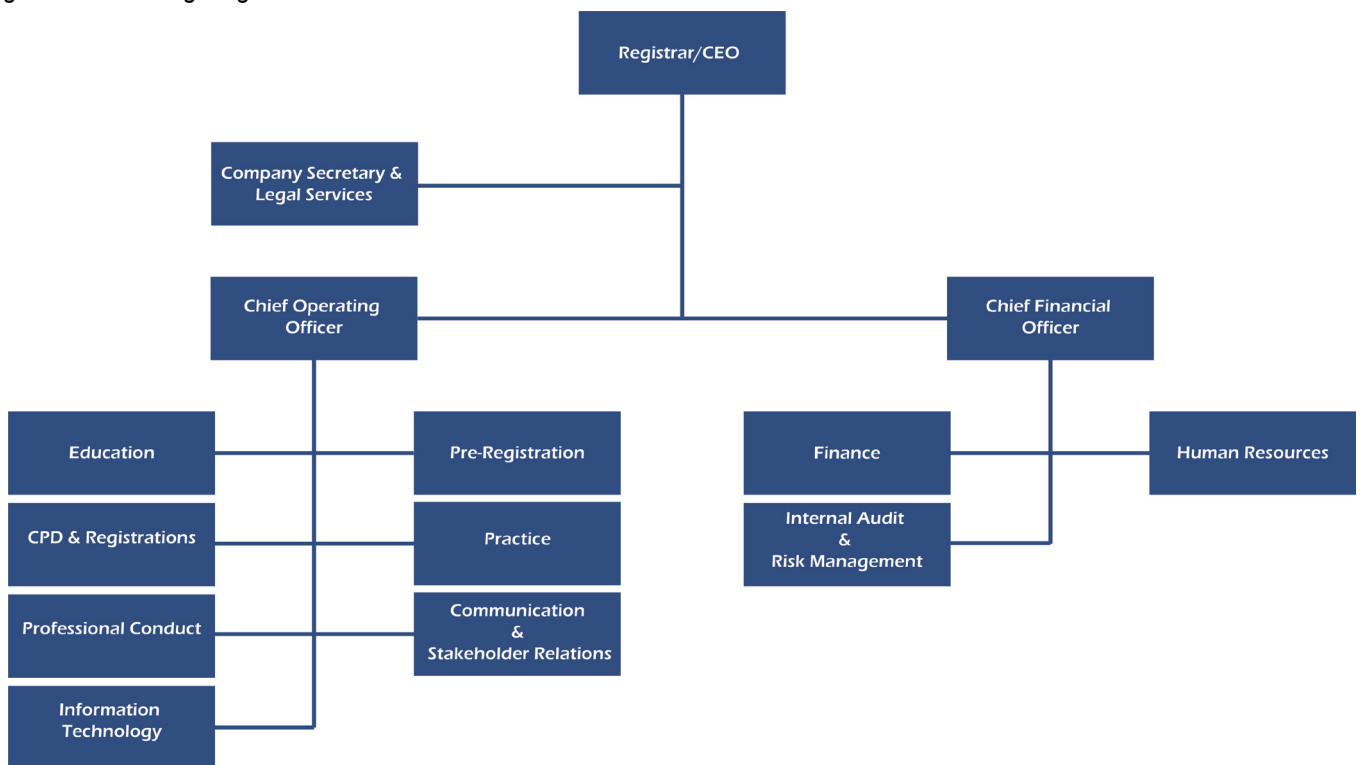 Registrar/CEO
Company Secretary &
Legal Services
Chief Operating
Officer
Chief Financial
Officer
Education
Pre-Registration
Finance
Human Resources
CPD & Registrations
Practice
Internal Audit
&
Risk Management
Professional Conduct
Communication
&
Stakeholder Relations
Information
Technology